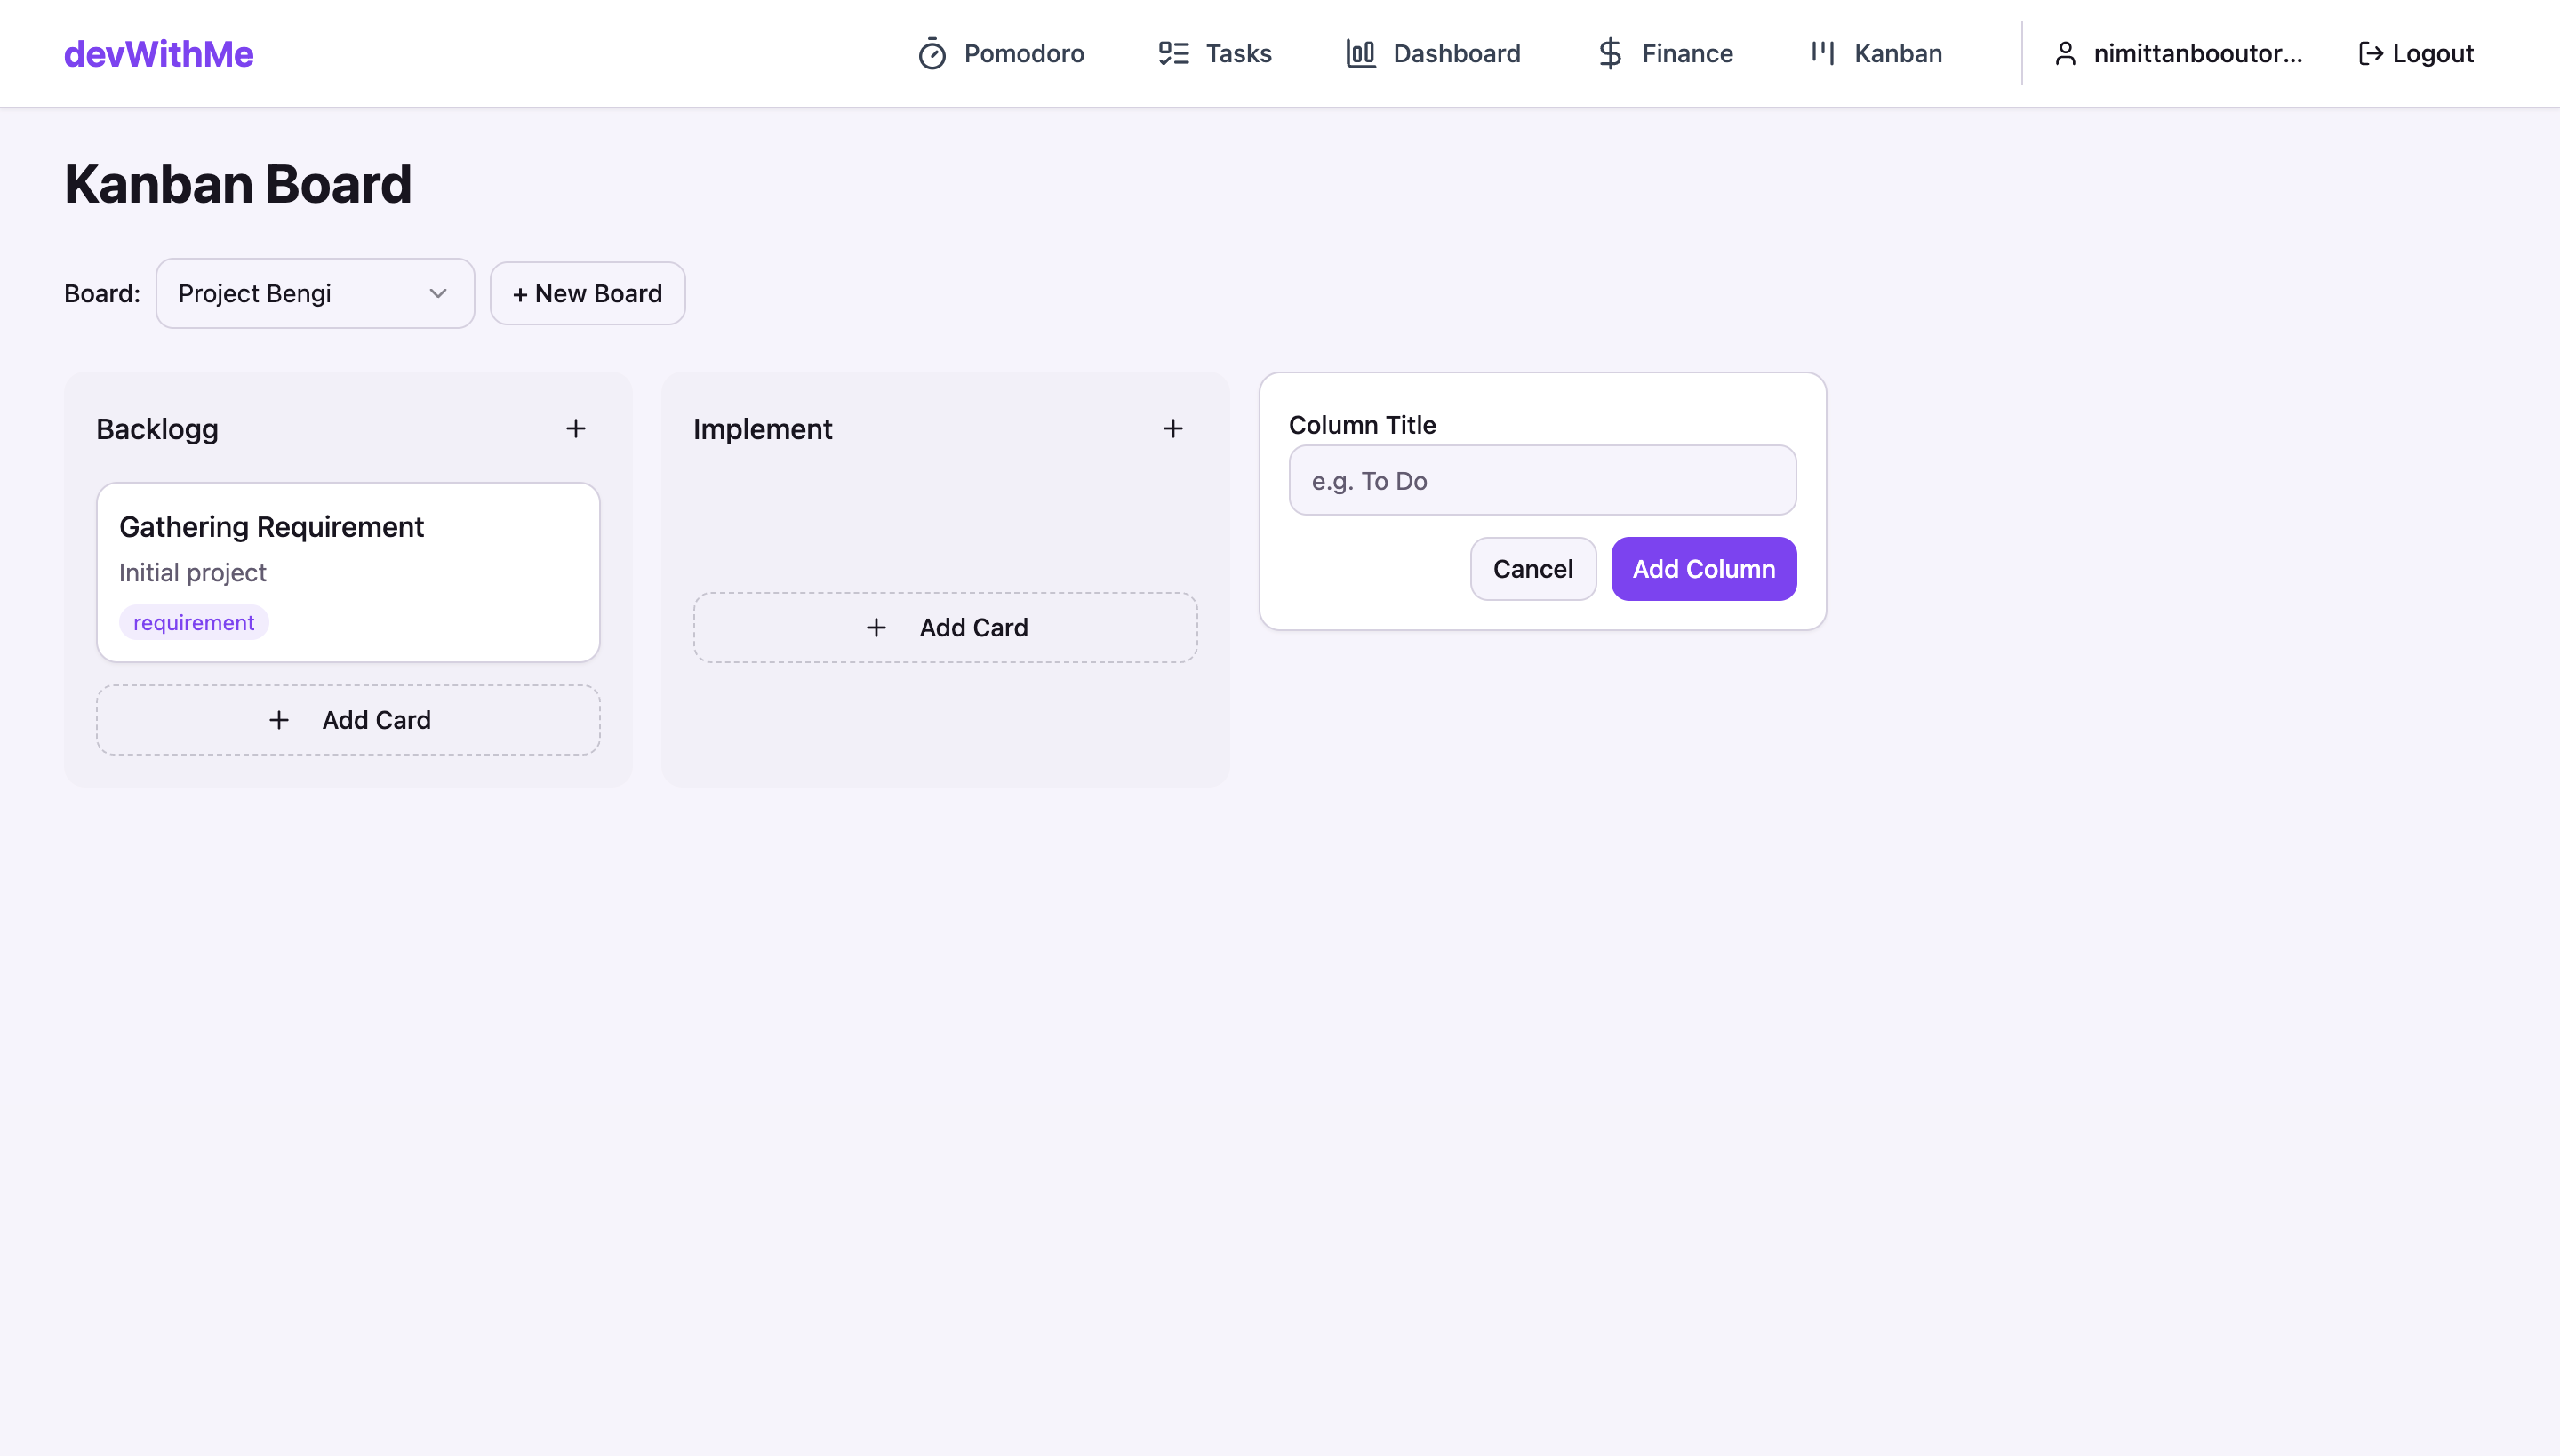 devWithMe
Pomodoro
Tasks
Dashboard
Finance
Kanban
nimittanbooutor...
Logout
Kanban Board
Board:
Project Bengi
+ New Board
Backlogg
Gathering Requirement
Initial project
requirement
+ Add Card
Implement
+ Add Card
Column Title
e.g. To Do
Cancel
Add Column